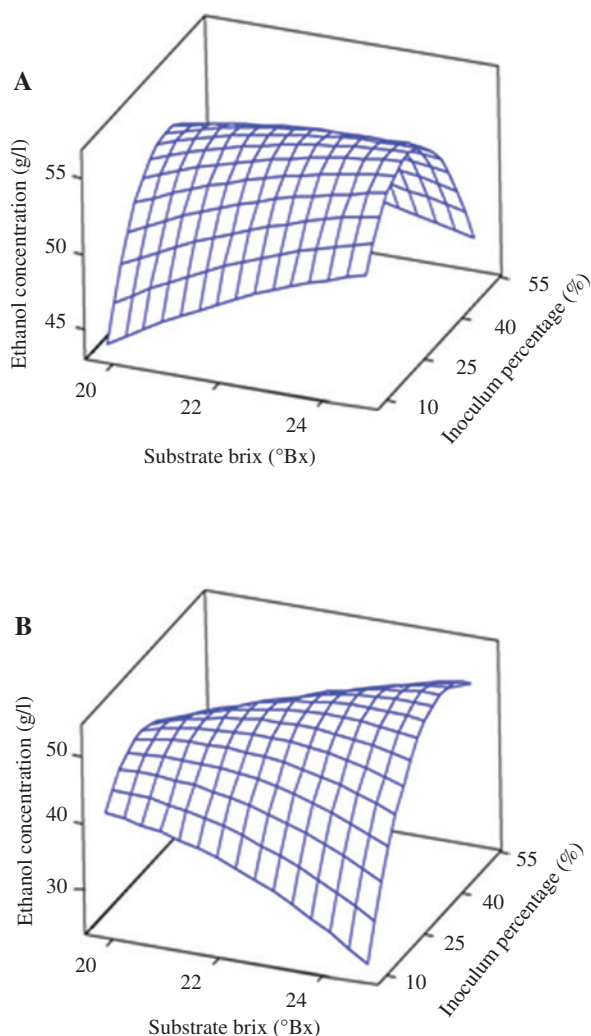 A
Ethanol concentration (g/l)
55
50
45
20
22
24
Substrate brix (°Bx)
10
25
40
55
Inoculum percentage (%)
B
Ethanol concentration (g/l)
50
40
30
20
22
24
Substrate brix (°Bx)
10
25
40
55
Inoculum percentage (%)